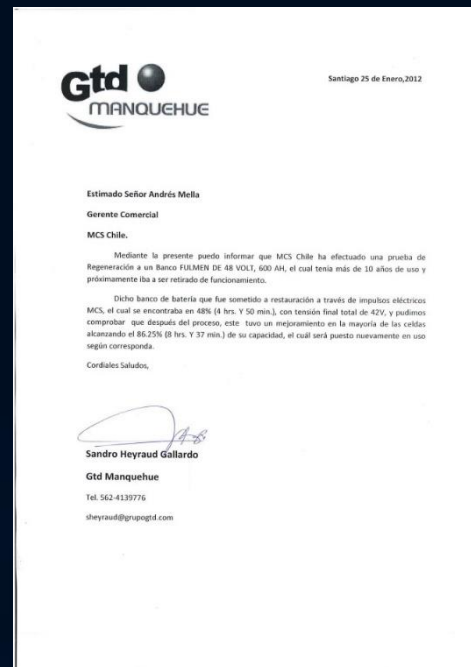 Gtd
MANQUEHUE
Santiago 25 de Enero,2012
Estimado Señor Andrés Mella
Gerente Comercial
MCS Chile.
Mediante la presente puedo informar que MCS Chile ha efectuado una prueba de
Regeneración a un Banco FULMEN DE 48 VOLT, 600 AH, el cual tenía más de 10 años de uso y
próximamente iba a ser retirado de funcionamiento.
Dicho banco de batería que fue sometido a restauración a través de impulsos eléctricos
MCS, el cual se encontraba en 48% (4 hrs. Y 50 min.), con tensión final total de 42V, y pudimos
comprobar que después del proceso, este tuvo un mejoramiento en la mayoría de las celdas
alcanzando el 86.25% (8 hrs. Y 37 min.) de su capacidad, el cuál será puesto nuevamente en uso
según corresponda.
Cordiales Saludos,
Sandro Heyraud Gallardo
Gtd Manquehue
Tel. 562-4139776
sheyraud@grupogtd.com